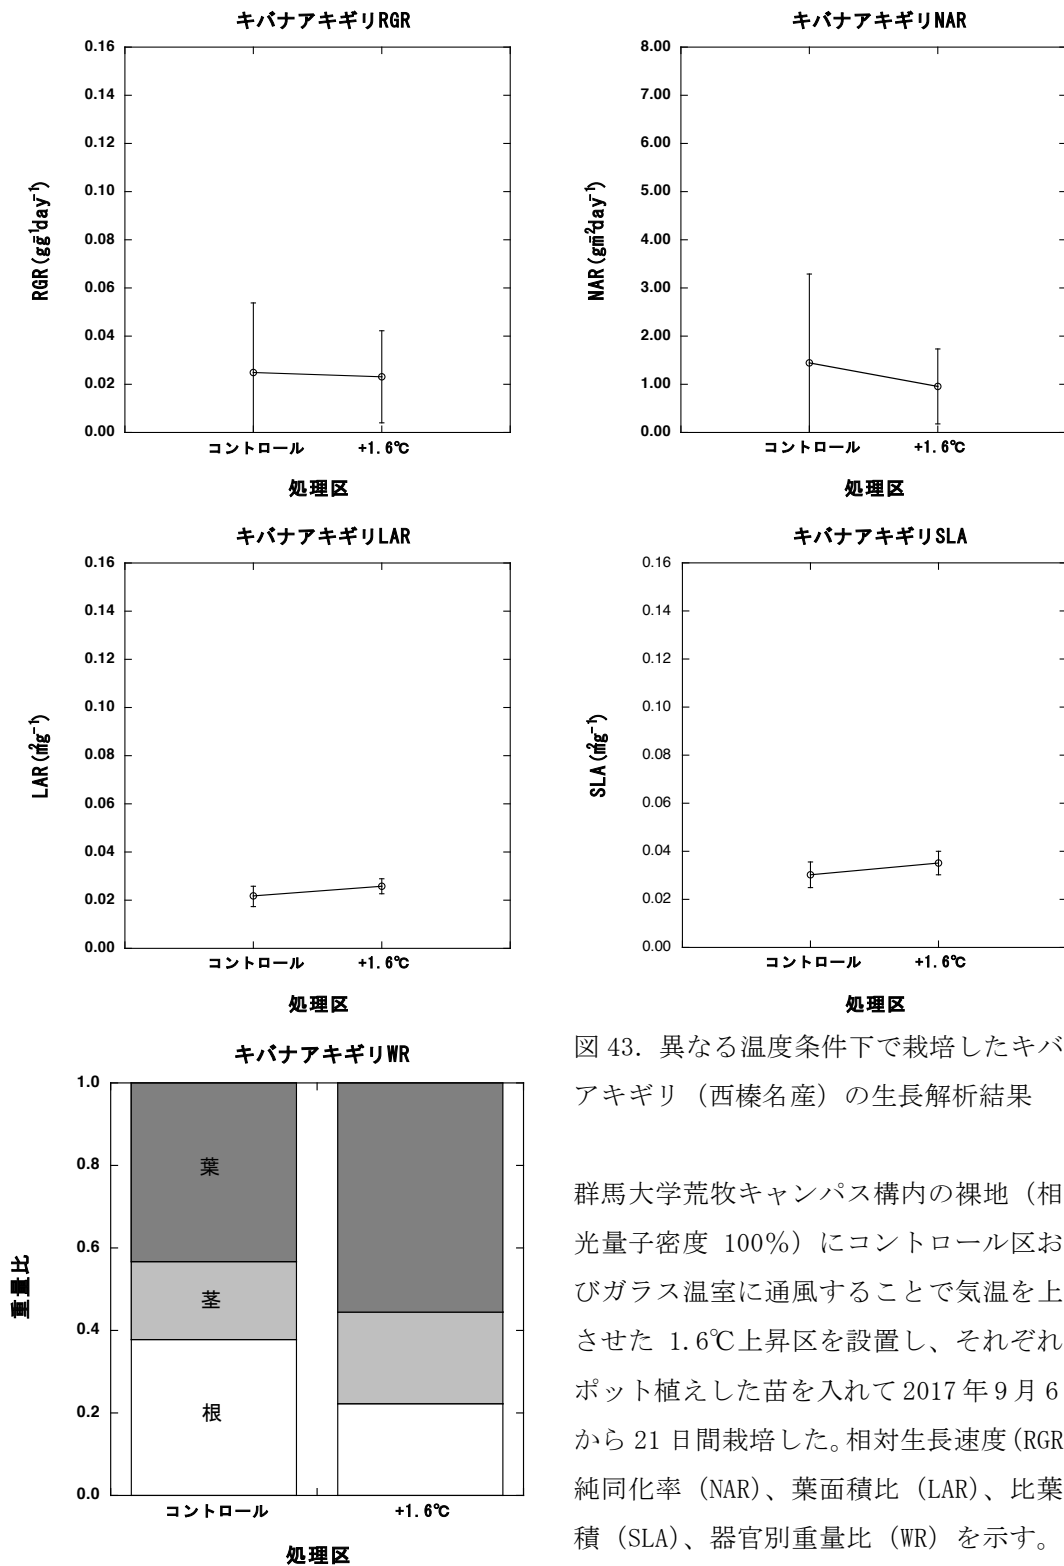 キバナアキギリRGR
0.16
0.14
0.12
0.10
0.08
0.06
0.04
0.02
0.00
RGR(gg⁻¹day⁻¹)
コントロール +1.6℃
処理区
キバナアキギリNAR
8.00
7.00
6.00
5.00
4.00
3.00
2.00
1.00
0.00
NAR(gm⁻²day⁻¹)
コントロール +1.6℃
処理区
キバナアキギリLAR
0.16
0.14
0.12
0.10
0.08
0.06
0.04
0.02
0.00
LAR(m²g⁻¹)
コントロール +1.6℃
処理区
キバナアキギリSLA
0.16
0.14
0.12
0.10
0.08
0.06
0.04
0.02
0.00
SLA(m²g⁻¹)
コントロール +1.6℃
処理区
キバナアキギリWR
1.0
0.8
0.6
0.4
0.2
0.0
重量比
葉
茎
根
コントロール +1.6℃
処理区
図 43. 異なる温度条件下で栽培したキバ
アキギリ（西榛名産）の生長解析結果
群馬大学荒牧キャンパス構内の裸地（相
光量子密度 100％）にコントロール区お
びガラス温室に通風することで気温を上
させた 1.6℃上昇区を設置し、それぞれ
ポット植えした苗を入れて 2017 年 9 月 6
から 21 日間栽培した。相対生長速度（RGR
純同化率（NAR）、葉面積比（LAR）、比葉
積（SLA）、器官別重量比（WR）を示す。